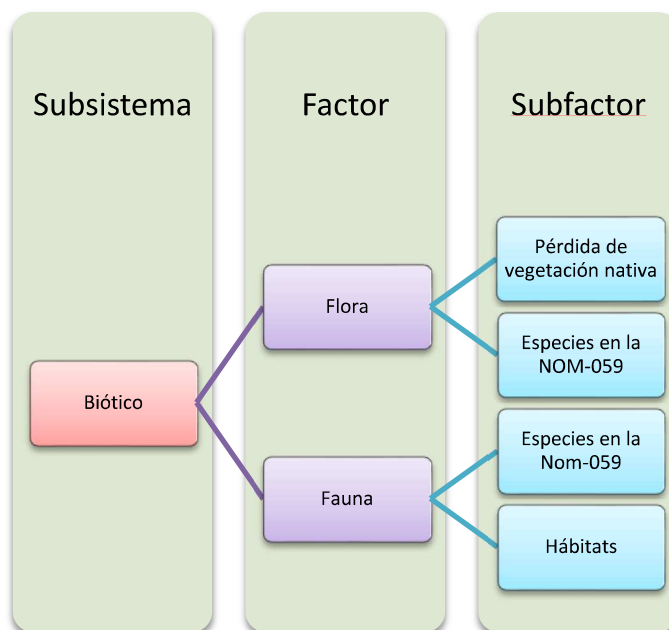 Subsistema
Factor
Subfactor
Biótico
Flora
Fauna
Pérdida de
vegetación nativa
Especies en la
NOM-059
Especies en la
Nom-059
Hábitats